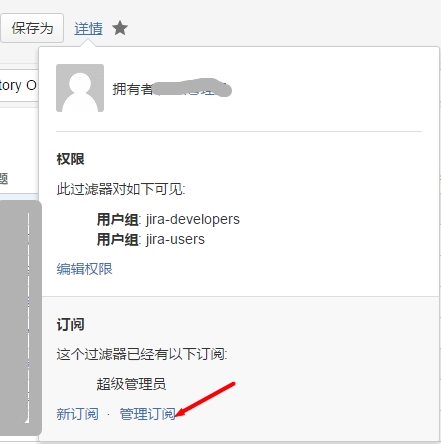 保存为 详情
tory O
拥有者
题
权限
此过滤器对如下可见:
用户组: jira-developers
用户组: jira-users
编辑权限
订阅
这个过滤器已经有以下订阅:
超级管理员
新订阅 · 管理订阅